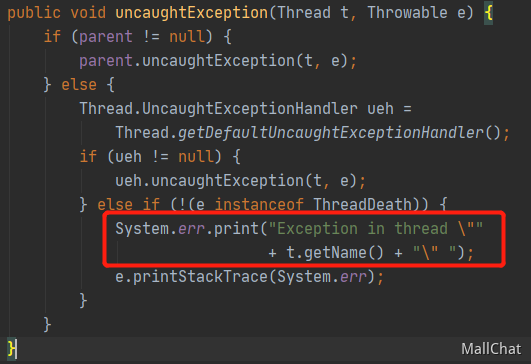 public void uncaughtException(Thread t, Throwable e) {
    if (parent != null) {
        parent.uncaughtException(t, e);
    } else {
        Thread.UncaughtExceptionHandler ueh =
            Thread.getDefaultUncaughtExceptionHandler();
        if (ueh != null) {
            ueh.uncaughtException(t, e);
        } else if (!(e instanceof ThreadDeath)) {
            System.err.print("Exception in thread \""
                             + t.getName() + "\" ");
            e.printStackTrace(System.err);
        }
    }
}
MallChat